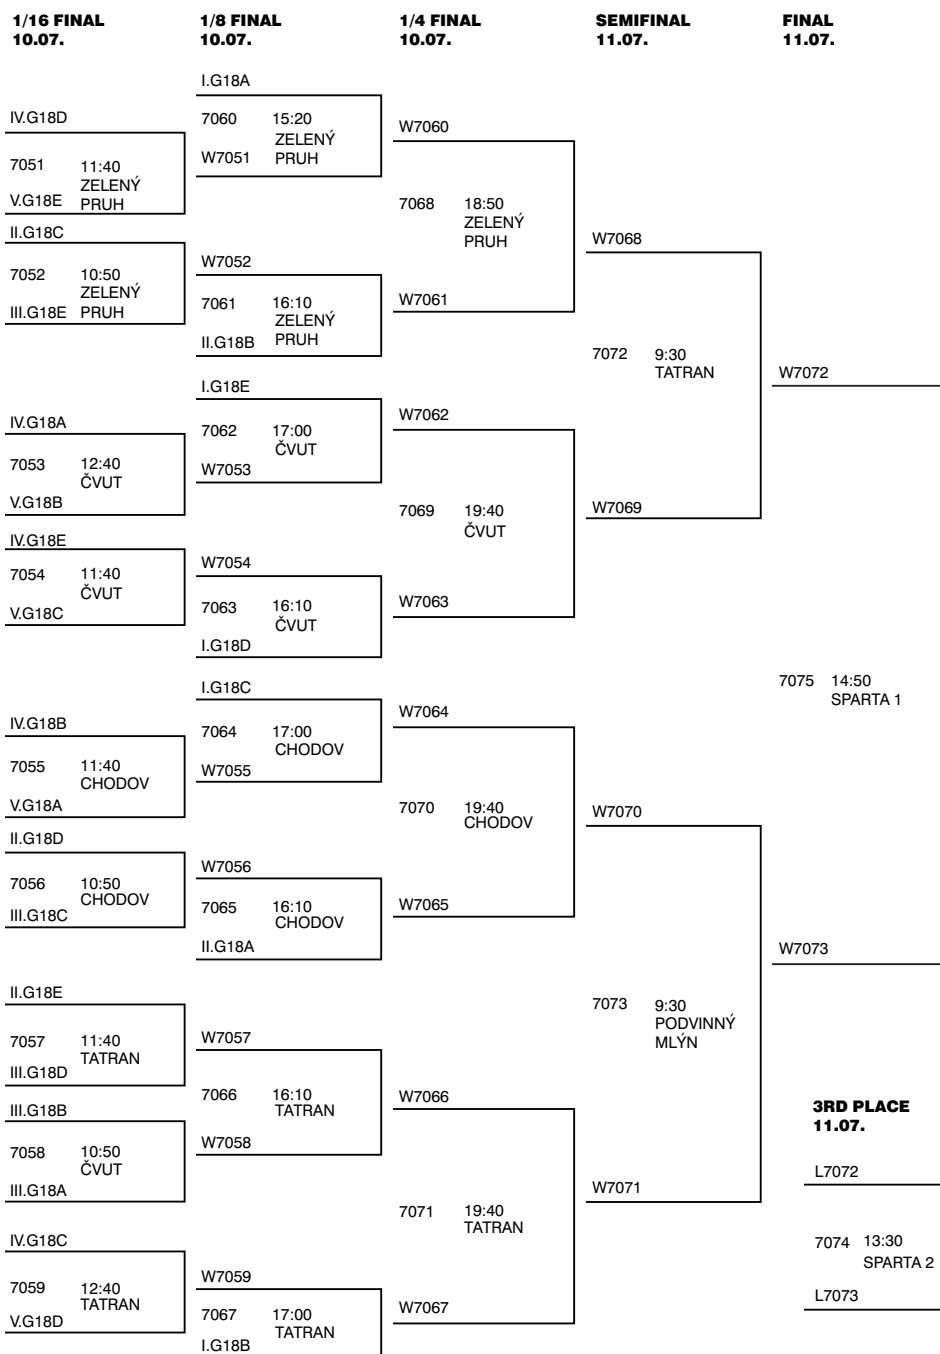 1/16 FINAL
10.07.
1/8 FINAL
10.07.
1/4 FINAL
10.07.
SEMIFINAL
11.07.
FINAL
11.07.
IV.G18D
7051 11:40
ZELENÝ
PRUH
V.G18E
II.G18C
7052 10:50
ZELENÝ
PRUH
III.G18E
IV.G18A
7053 12:40
ČVUT
V.G18B
IV.G18E
7054 11:40
ČVUT
V.G18C
IV.G18B
7055 11:40
CHODOV
V.G18A
II.G18D
7056 10:50
CHODOV
III.G18C
II.G18E
7057 11:40
TATRAN
III.G18D
III.G18B
7058 10:50
ČVUT
III.G18A
IV.G18C
7059 12:40
TATRAN
V.G18D
I.G18A
7060 15:20
ZELENÝ
PRUH
W7051
W7052
7061 16:10
ZELENÝ
PRUH
II.G18B
I.G18E
7062 17:00
ČVUT
W7053
W7054
7063 16:10
ČVUT
I.G18D
I.G18C
7064 17:00
CHODOV
W7055
W7056
7065 16:10
CHODOV
II.G18A
W7057
7066 16:10
TATRAN
W7058
W7059
7067 17:00
TATRAN
I.G18B
W7060
7068 18:50
ZELENÝ
PRUH
W7061
W7062
7069 19:40
ČVUT
W7063
W7064
7070 19:40
CHODOV
W7065
W7066
7071 19:40
TATRAN
W7067
W7068
7072 9:30
TATRAN
W7069
W7070
7073 9:30
PODVINNÝ
MLÝN
W7071
W7072
7075 14:50
SPARTA 1
W7073
3RD PLACE
11.07.
L7072
7074 13:30
SPARTA 2
L7073